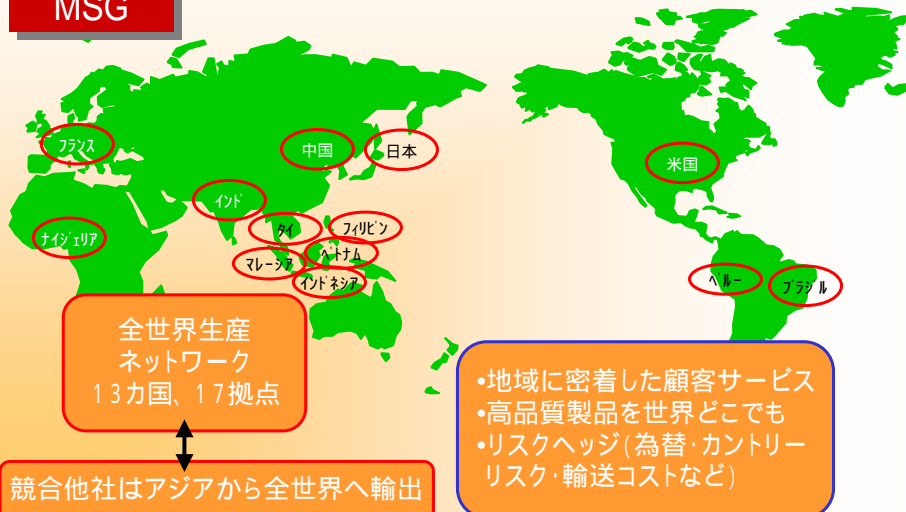 MSG
フランス
中国
日本
米国
インド
ナイジェリア
タイ
フィリピン
マレーシア
ベトナム
インドネシア
ペルー
ブラジル
全世界生産
ネットワーク
13カ国、17拠点
•地域に密着した顧客サービス
•高品質製品を世界どこでも
•リスクヘッジ(為替・カントリー
リスク・輸送コストなど)
競合他社はアジアから全世界へ輸出